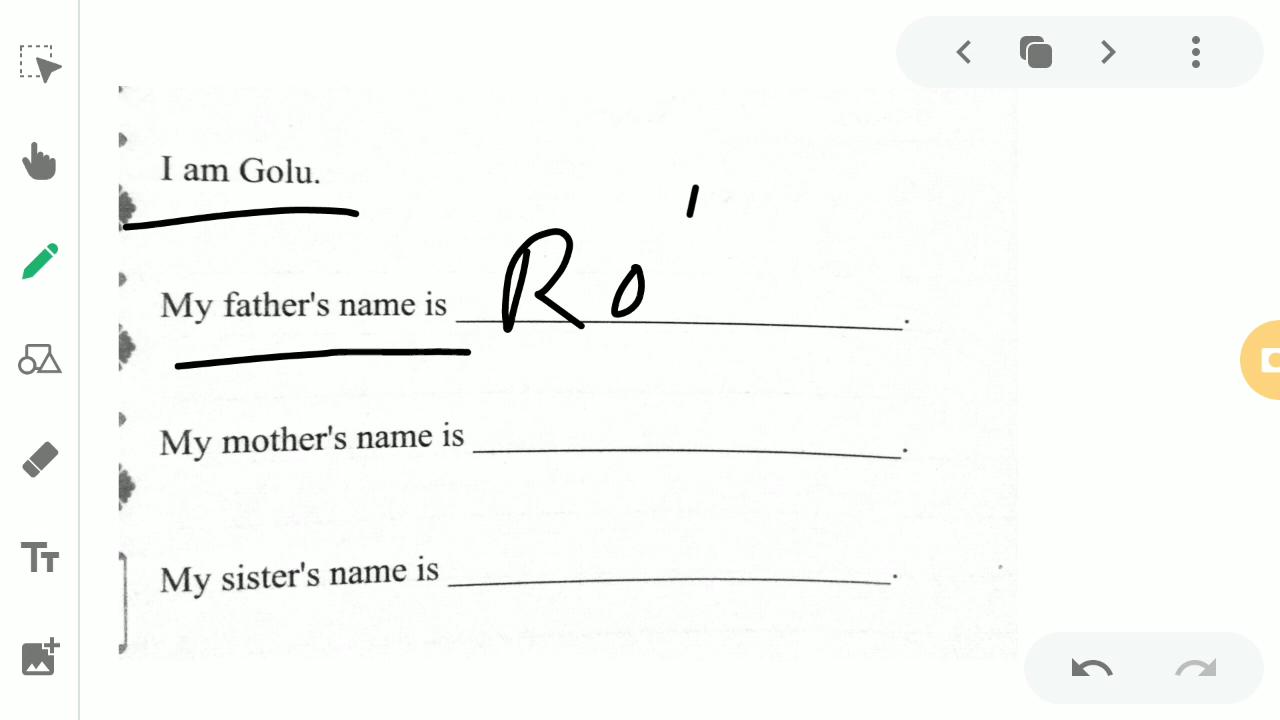 I am Golu.
My father's name is Ro
My mother's name is .
My sister's name is .